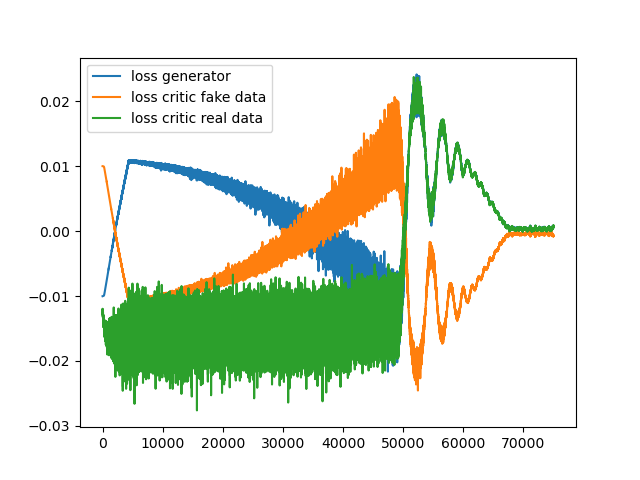 loss generator
loss critic fake data
loss critic real data
0.02
0.01
0.00
−0.01
−0.02
−0.03
0 10000 20000 30000 40000 50000 60000 70000